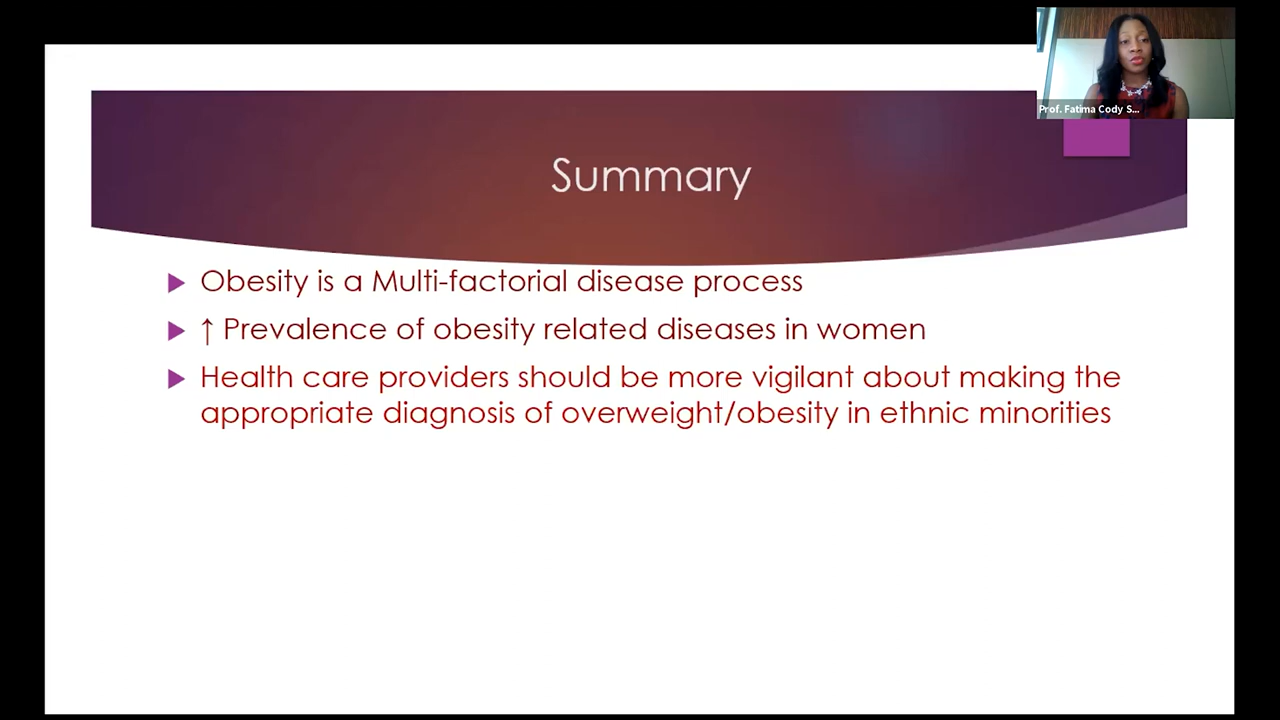 Prof. Fatima Cody S...
Summary
Obesity is a Multi-factorial disease process
↑ Prevalence of obesity related diseases in women
Health care providers should be more vigilant about making the
appropriate diagnosis of overweight/obesity in ethnic minorities